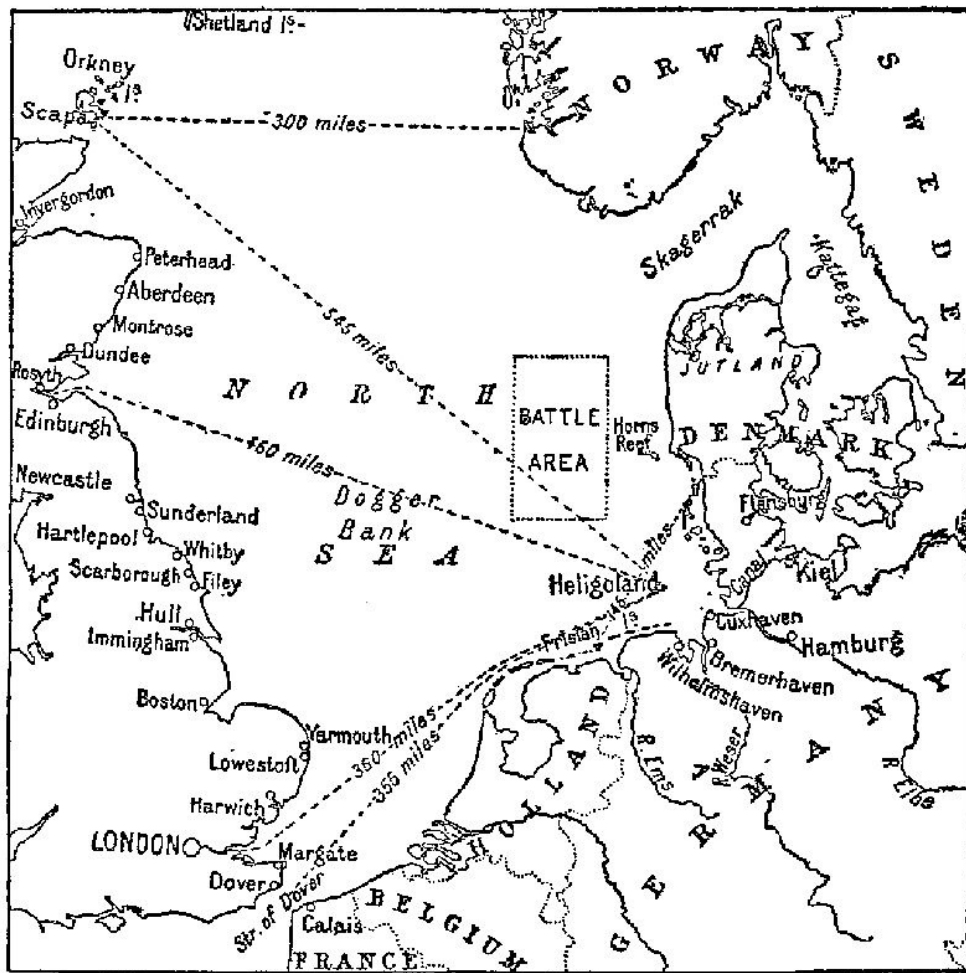 Shetland Is.
Orkney
Is.
Scapa
300 miles
NORWAY
SWEDEN
Invergordon
Skagerrak
Kattegat
Peterhead
Aberdeen
Montrose
Dundee
545 miles
Rosyth
Edinburgh
460 miles
NORTH
SEA
BATTLE
AREA
Horns
Reef
JUTLAND
DENMARK
Newcastle
Sunderland
Hartlepool
Whitby
Scarborough
Filey
Dogger
Bank
Flensburg
Heligoland
miles
Canal
Kiel
Hull
Immingham
Frisian
Is
Cuxhaven
Hamburg
Bremerhaven
Wilhelmshaven
Boston
Yarmouth
Lowestoft
Harwich
LONDON
Margate
Dover
Str. of Dover
Calais
360 miles
355 miles
HOLLAND
R Ems
R Weser
R Elbe
GERMANY
BELGIUM
FRANCE